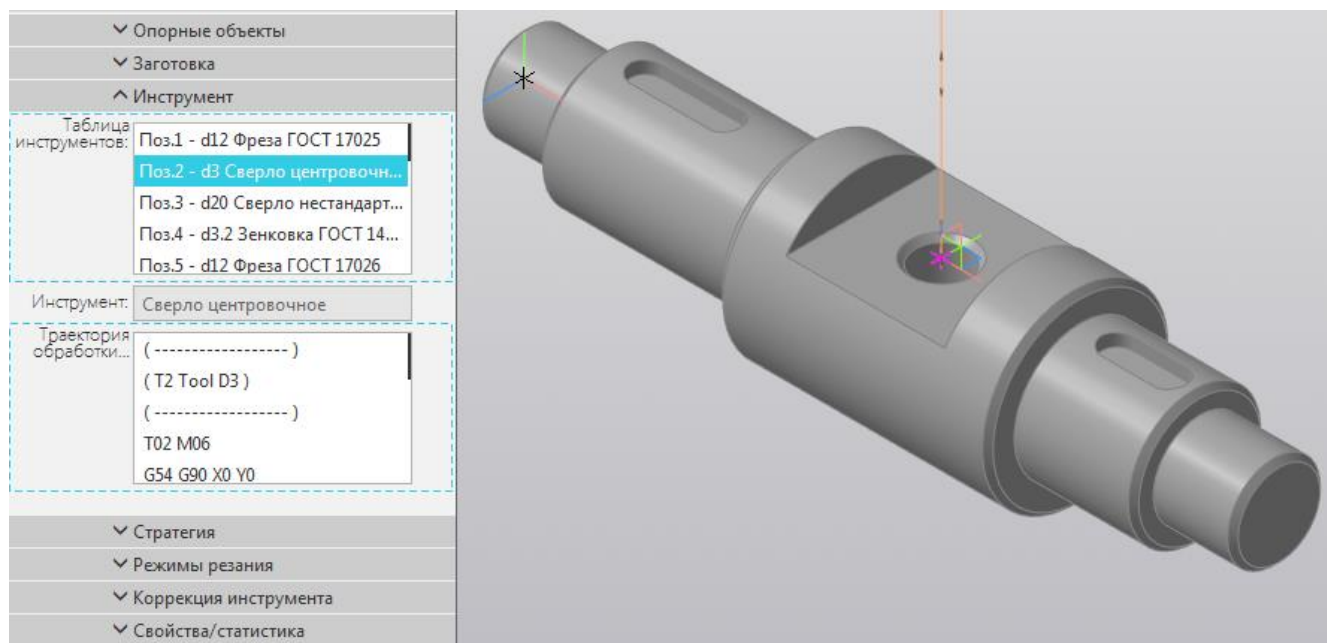 Опорные объекты
Заготовка
Инструмент
Таблица
инструментов:
Поз.1 - d12 Фреза ГОСТ 17025
Поз.2 - d3 Сверло центровочн...
Поз.3 - d20 Сверло нестандарт...
Поз.4 - d3.2 Зенковка ГОСТ 14...
Поз.5 - d12 Фреза ГОСТ 17026
Инструмент: Сверло центровочное
Траектория
обработки...
( ------------------ )
( T2 Tool D3 )
( ------------------ )
T02 M06
G54 G90 X0 Y0
Стратегия
Режимы резания
Коррекция инструмента
Свойства/статистика